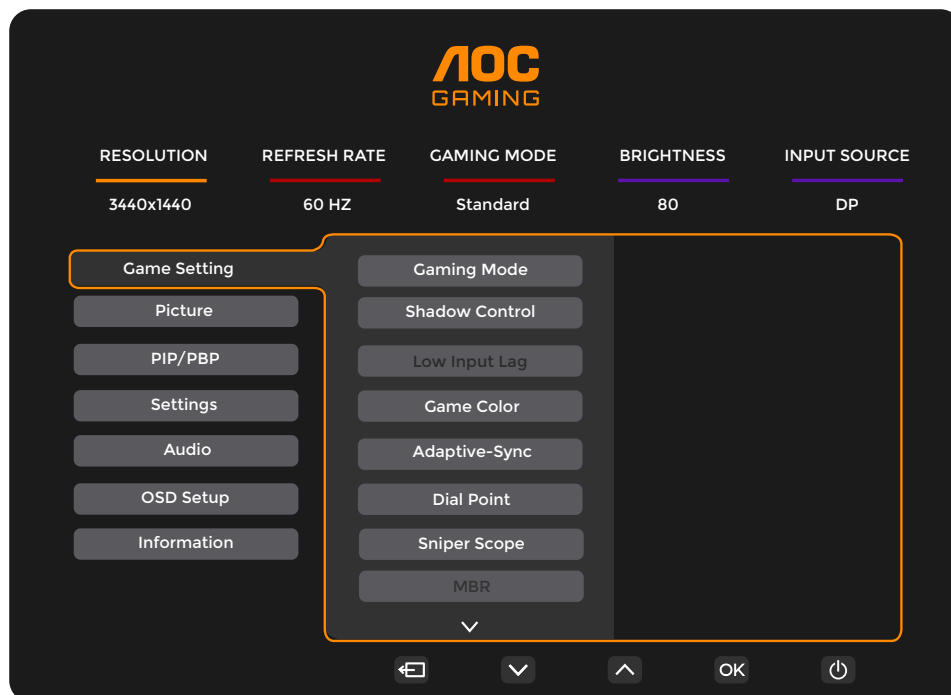 AOC
GAMING
RESOLUTION REFRESH RATE GAMING MODE BRIGHTNESS INPUT SOURCE
3440x1440 60 HZ Standard 80 DP
Game Setting
Picture
PIP/PBP
Settings
Audio
OSD Setup
Information
Gaming Mode
Shadow Control
Low Input Lag
Game Color
Adaptive-Sync
Dial Point
Sniper Scope
MBR
OK